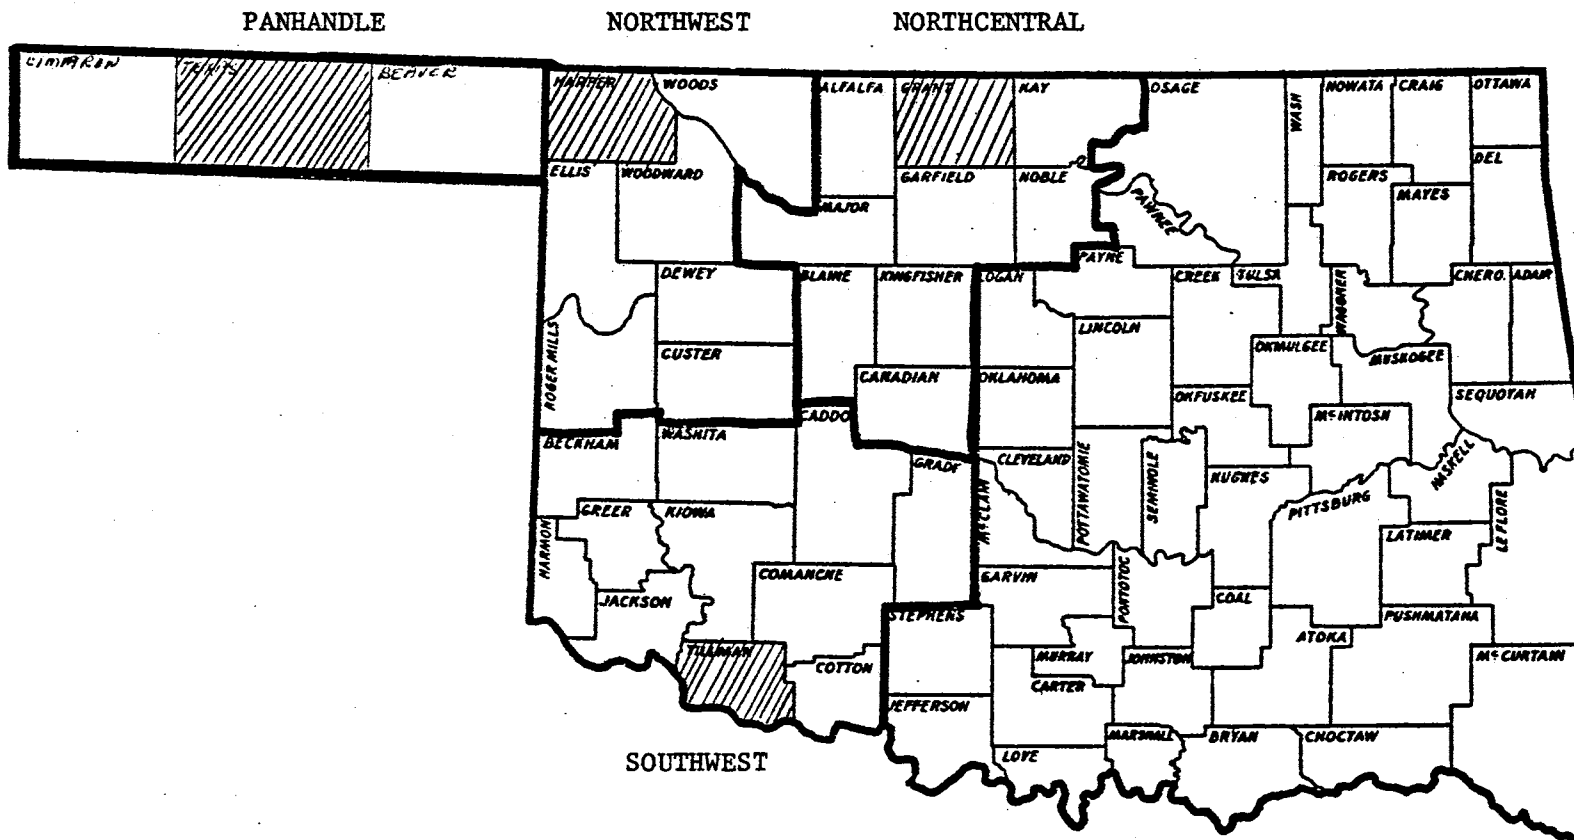 PANHANDLE NORTHWEST NORTHCENTRAL
CIMMARON TEXAS BEAVER
HARPER WOODS ALFALFA GRANT KAY OSAGE WASH NOWATA CRAIG OTTAWA
ELLIS WOODWARD GARFIELD NOBLE PAWNEE ROGERS DEL
MAJOR MAYES
DEWEY BLAINE KINGFISHER LOGAN PAYNE CREEK TULSA WAGONER CHERO. ADAIR
ROGER MILLS CUSTER LINCOLN OKMULGEE MUSKOGEE
CANADIAN OKLAHOMA OKFUSKEE SEQUOYAH
BECKHAM WASHITA CADDO McINTOSH
GRADY CLEVELAND POTTAWATOMIE SEMINOLE HUGHES HASKELL
GREER KIOWA McCLAIN PITTSBURG LE FLORE
HARMON LATIMER
COMANCHE GARVIN PONTOTOC
JACKSON STEPHENS COAL PUSHMATAHA
ATOKA
TILLMAN COTTON MURRAY JOHNSTON McCURTAIN
CARTER
JEFFERSON
MARSHALL BRYAN CHOCTAW
LOVE
SOUTHWEST